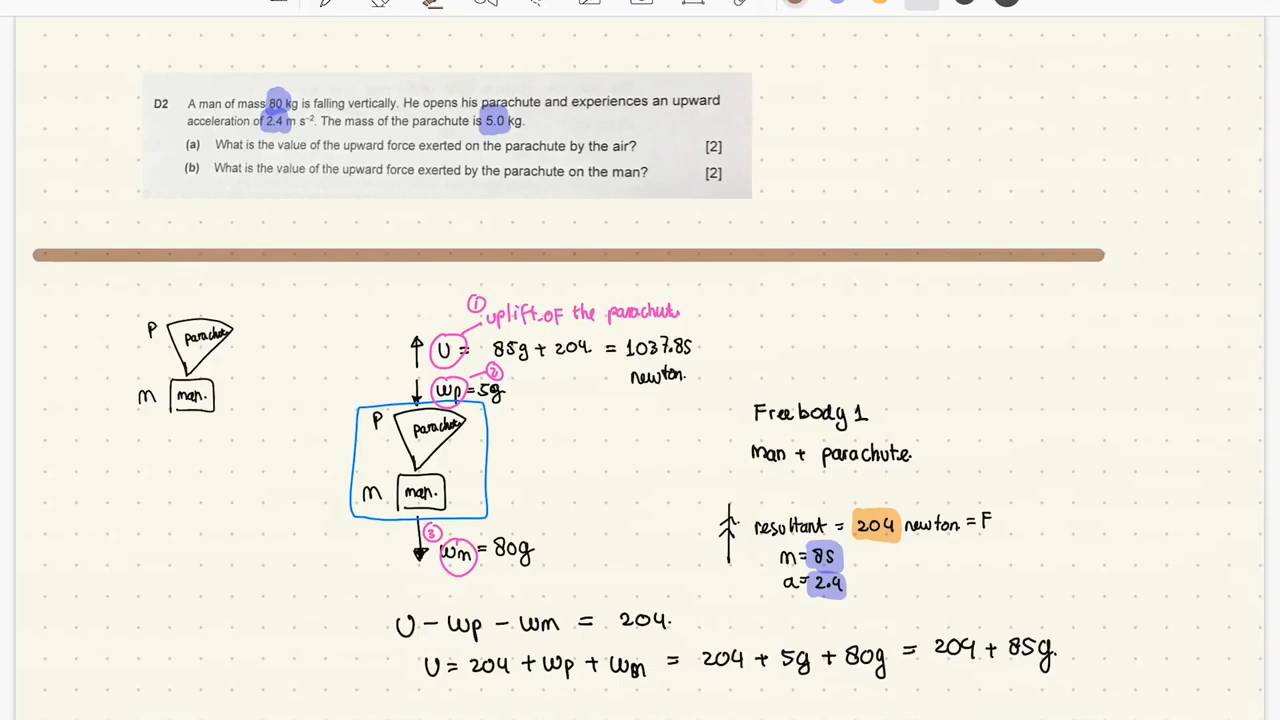 D2 A man of mass 80 kg is falling vertically. He opens his parachute and experiences an upward
acceleration of 2.4 m s⁻². The mass of the parachute is 5.0 kg.
(a) What is the value of the upward force exerted on the parachute by the air? [2]
(b) What is the value of the upward force exerted by the parachute on the man? [2]
P parachute
m man.
① uplift of the parachute
U = 85g + 204 = 1037.85
newton.
② wp = 5g
P parachute
m man.
③ wm = 80g
Free body 1
Man + parachute.
resultant = 204 newton = F
m = 85
a = 2.4
U - wp - wm = 204.
U = 204 + wp + wm = 204 + 5g + 80g = 204 + 85g.